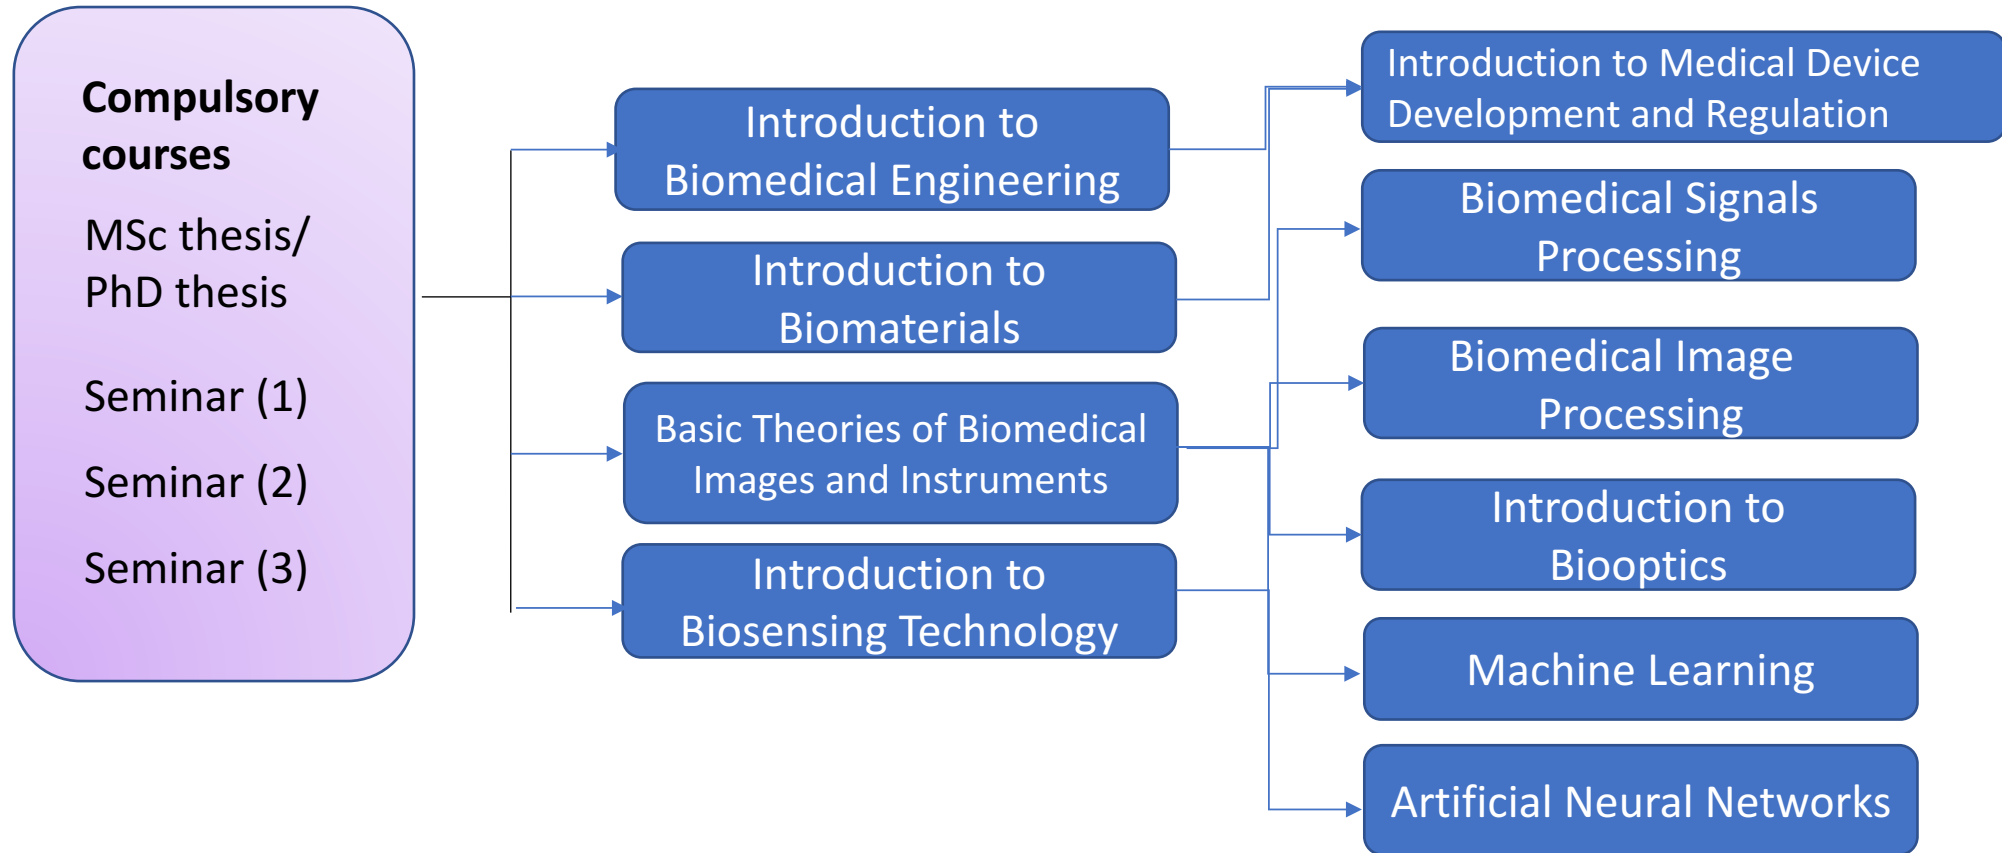 Compulsory
courses
MSc thesis/
PhD thesis
Seminar (1)
Seminar (2)
Seminar (3)
Introduction to
Biomedical Engineering
Introduction to
Biomaterials
Basic Theories of Biomedical
Images and Instruments
Introduction to
Biosensing Technology
Introduction to Medical Device
Development and Regulation
Biomedical Signals
Processing
Biomedical Image
Processing
Introduction to
Biooptics
Machine Learning
Artificial Neural Networks